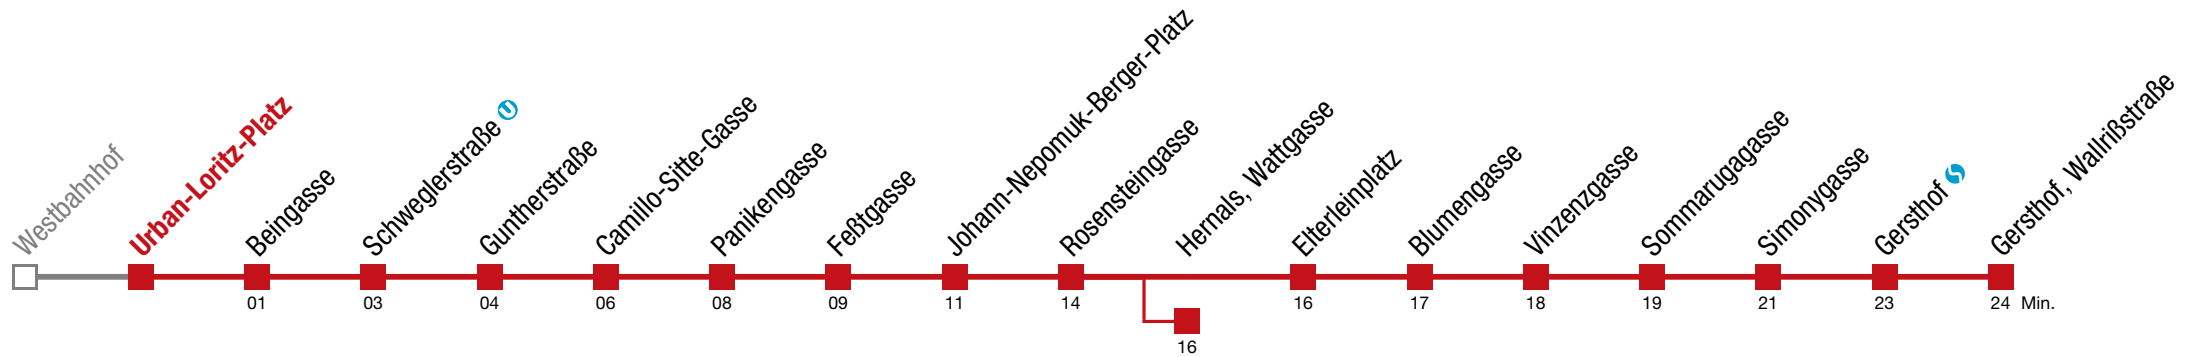 Westbahnhof
Urban-Loritz-Platz
Beingasse
Schweglerstraße U
Guntherstraße
Camillo-Sitte-Gasse
Panikengasse
Feßtgasse
Johann-Nepomuk-Berger-Platz
Rosensteingasse
Hernals, Wattgasse
Elterleinplatz
Blumengasse
Vinzenzgasse
Sommarugagasse
Simonygasse
Gersthof
Gersthof, Wallrißstraße
01 03 04 06 08 09 11 14 16 17 18 19 21 23 24 Min.
16